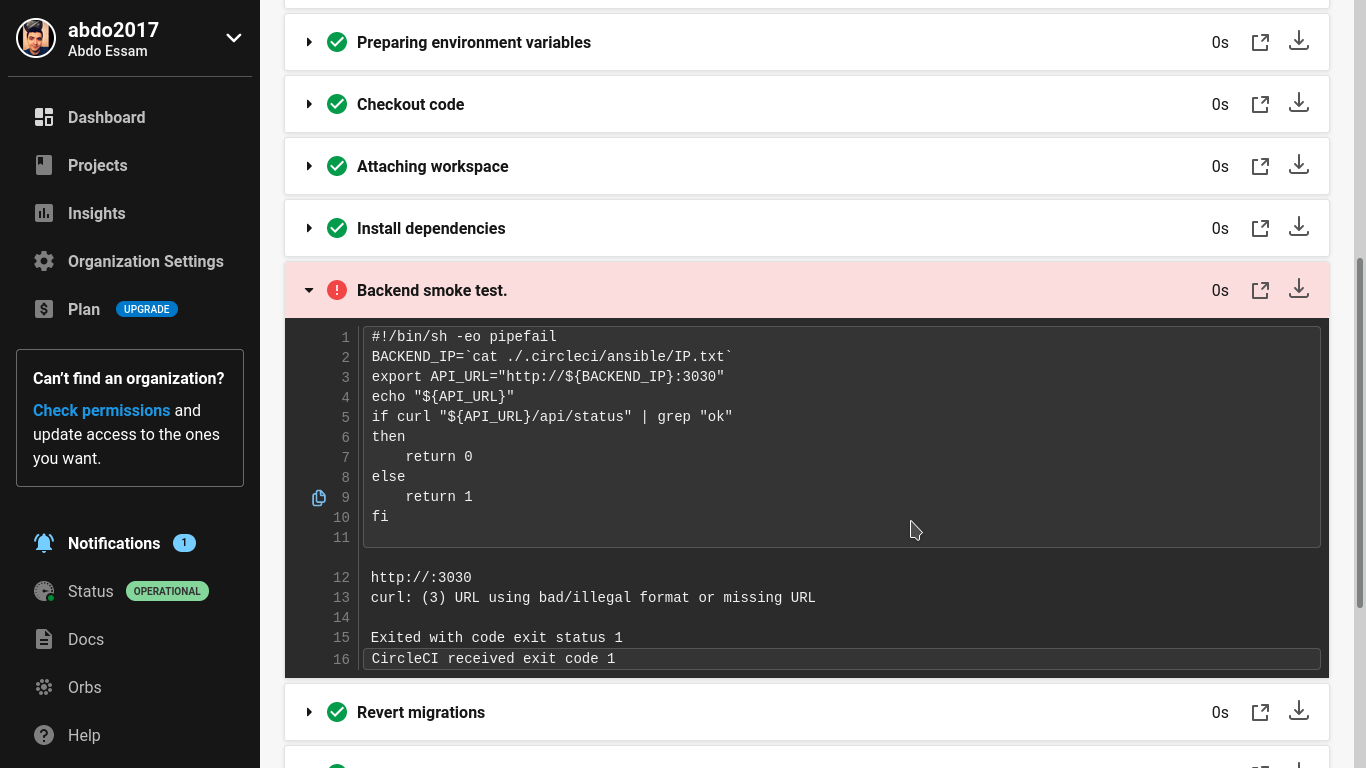 abdo2017
Abdo Essam
Dashboard
Projects
Insights
Organization Settings
Plan UPGRADE
Can't find an organization?
Check permissions and
update access to the ones
you want.
Notifications 1
Status OPERATIONAL
Docs
Orbs
Help
Preparing environment variables 0s
Checkout code 0s
Attaching workspace 0s
Install dependencies 0s
Backend smoke test. 0s
1 #!/bin/sh -eo pipefail
2 BACKEND_IP=`cat ./.circleci/ansible/IP.txt`
3 export API_URL="http://${BACKEND_IP}:3030"
4 echo "${API_URL}"
5 if curl "${API_URL}/api/status" | grep "ok"
6 then
7     return 0
8 else
9     return 1
10 fi
11
12 http://:3030
13 curl: (3) URL using bad/illegal format or missing URL
14
15 Exited with code exit status 1
16 CircleCI received exit code 1
Revert migrations 0s